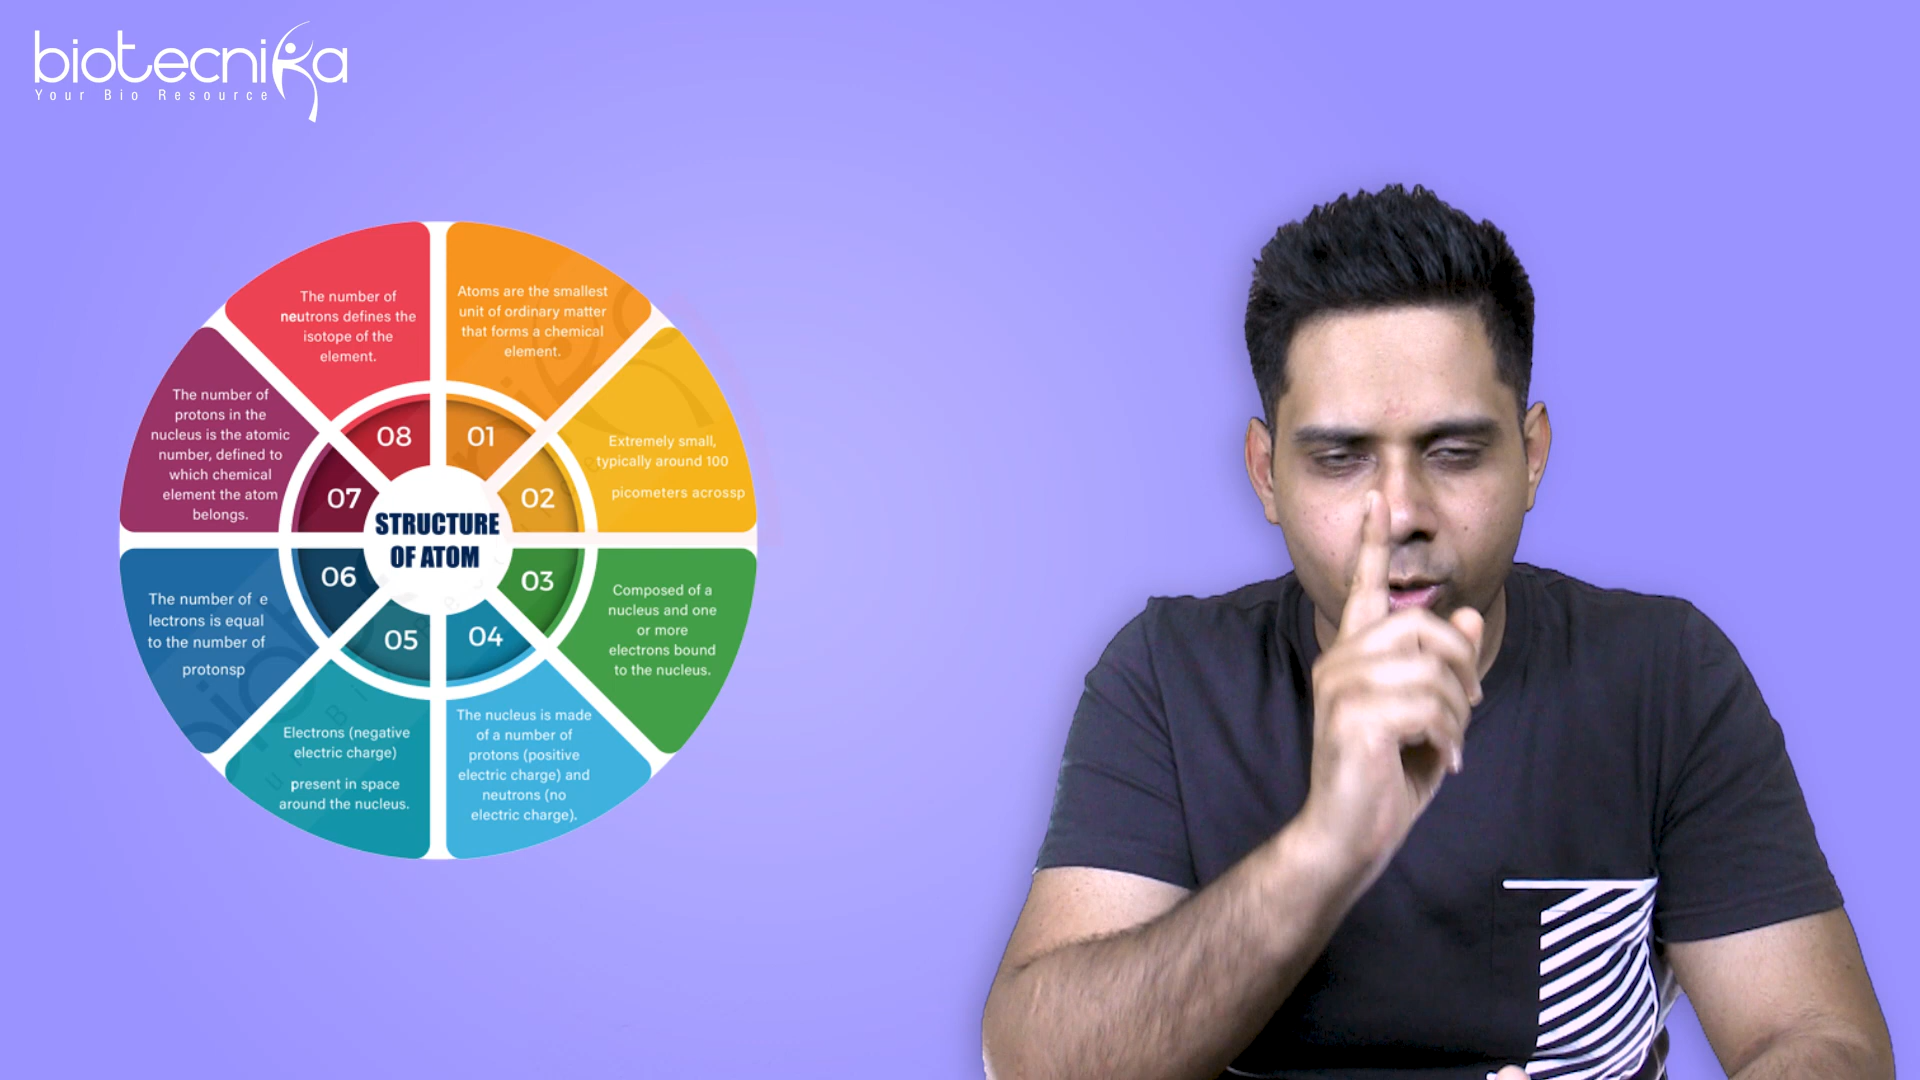 biotecnika
Your Bio Resource
STRUCTURE
OF ATOM
01
Atoms are the smallest
unit of ordinary matter
that forms a chemical
element.
02
Extremely small,
typically around 100
picometers acrossp
03
Composed of a
nucleus and one
or more
electrons bound
to the nucleus.
04
The nucleus is made
of a number of
protons (positive
electric charge) and
neutrons (no
electric charge).
05
Electrons (negative
electric charge)
present in space
around the nucleus.
06
The number of e
lectrons is equal
to the number of
protonsp
07
The number of
protons in the
nucleus is the atomic
number, defined to
which chemical
element the atom
belongs.
08
The number of
neutrons defines the
isotope of the
element.